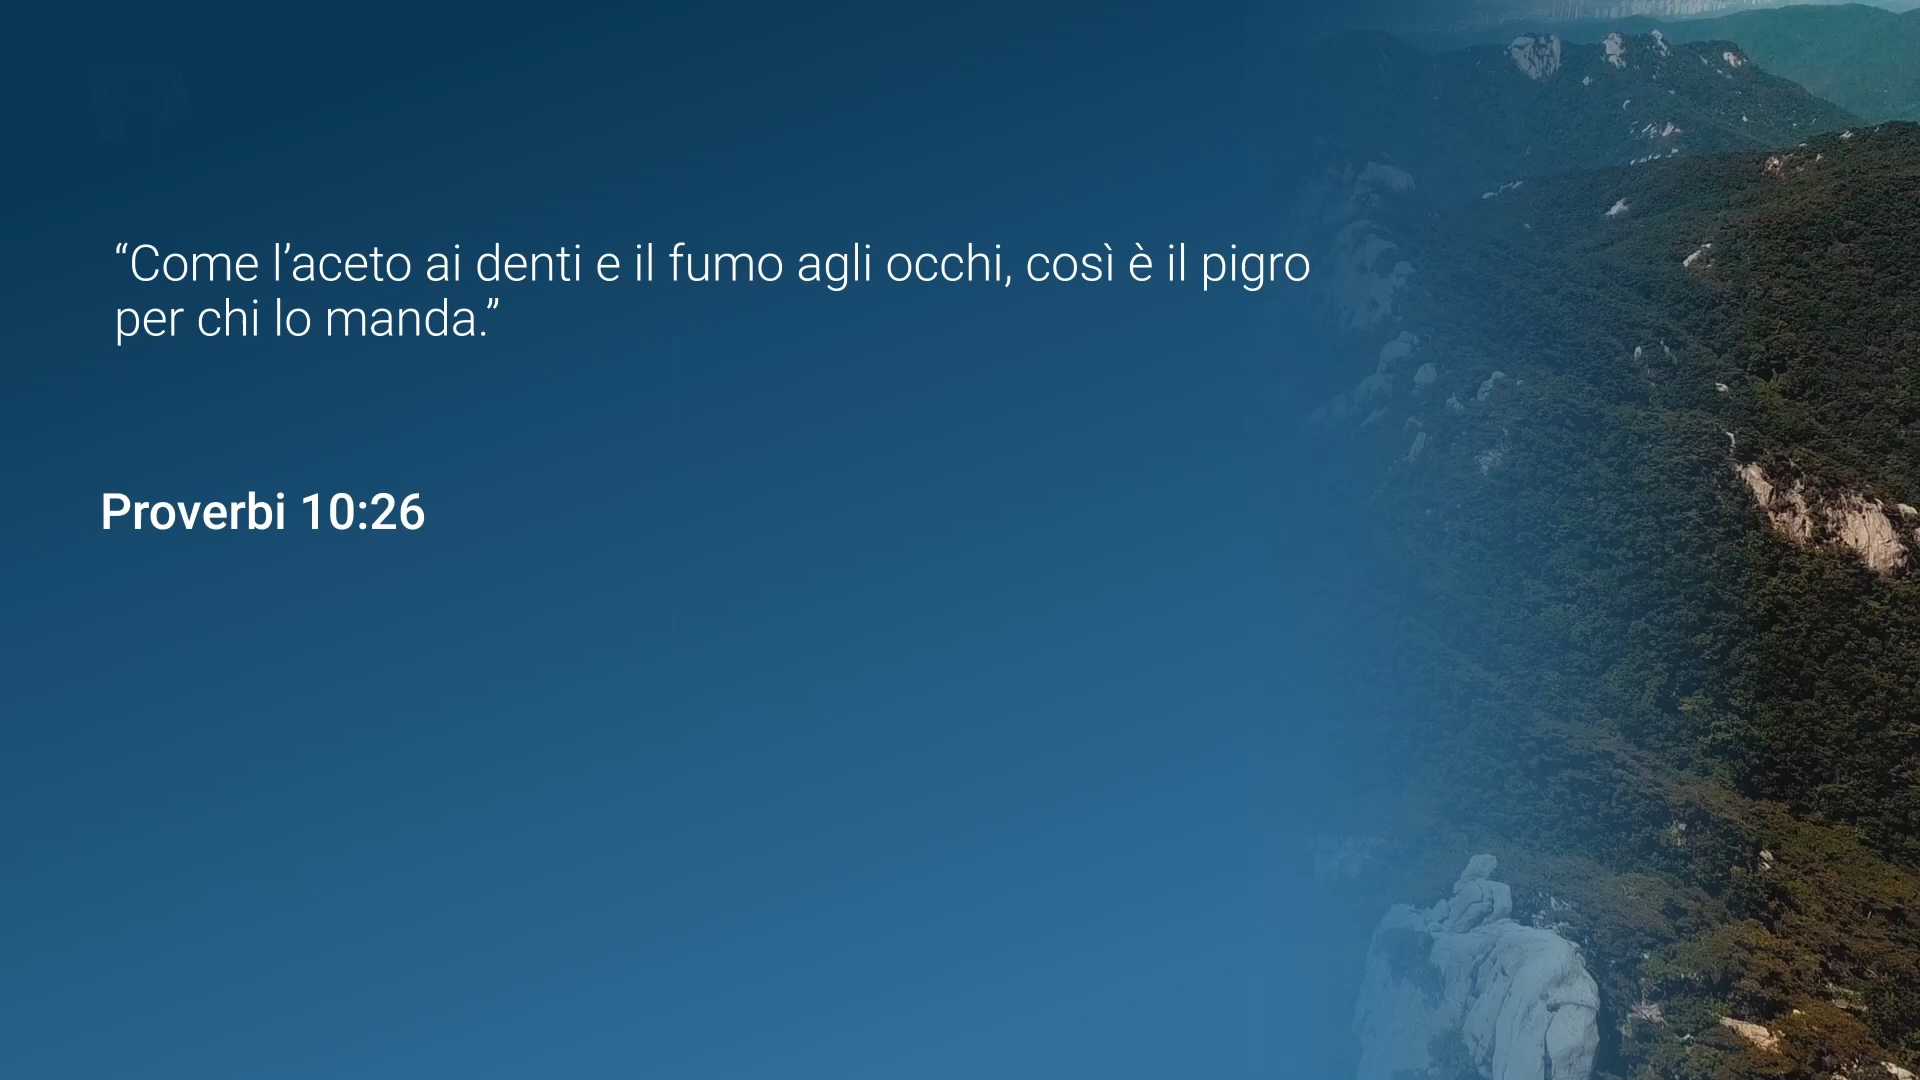 “Come l’aceto ai denti e il fumo agli occhi, così è il pigro
per chi lo manda.”
Proverbi 10:26